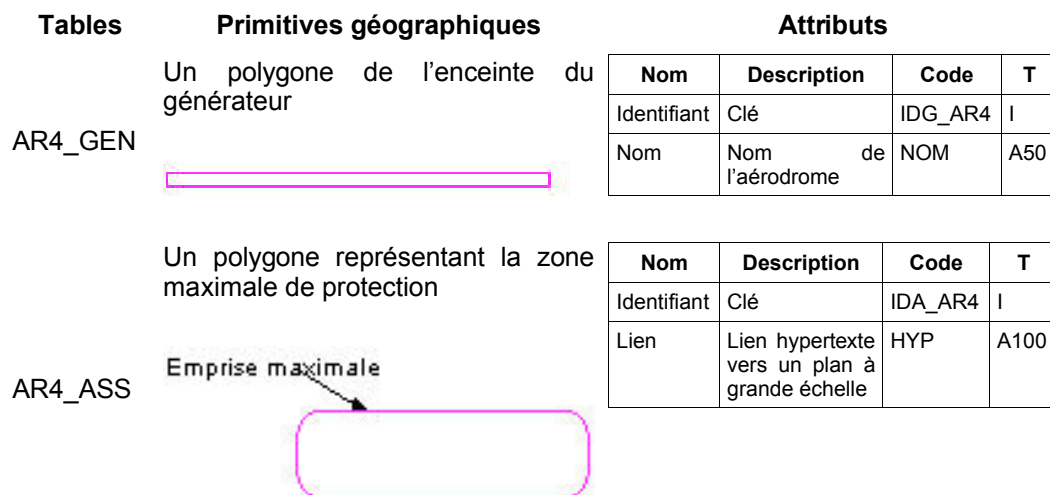 Tables Primitives géographiques Attributs
Un polygone de l’enceinte du
générateur
AR4_GEN
Nom Description Code T
Identifiant Clé IDG_AR4 I
Nom Nom de NOM A50
l’aérodrome
Un polygone représentant la zone
maximale de protection
Emprise maximale
AR4_ASS
Nom Description Code T
Identifiant Clé IDA_AR4 I
Lien Lien hypertexte HYP A100
vers un plan à
grande échelle